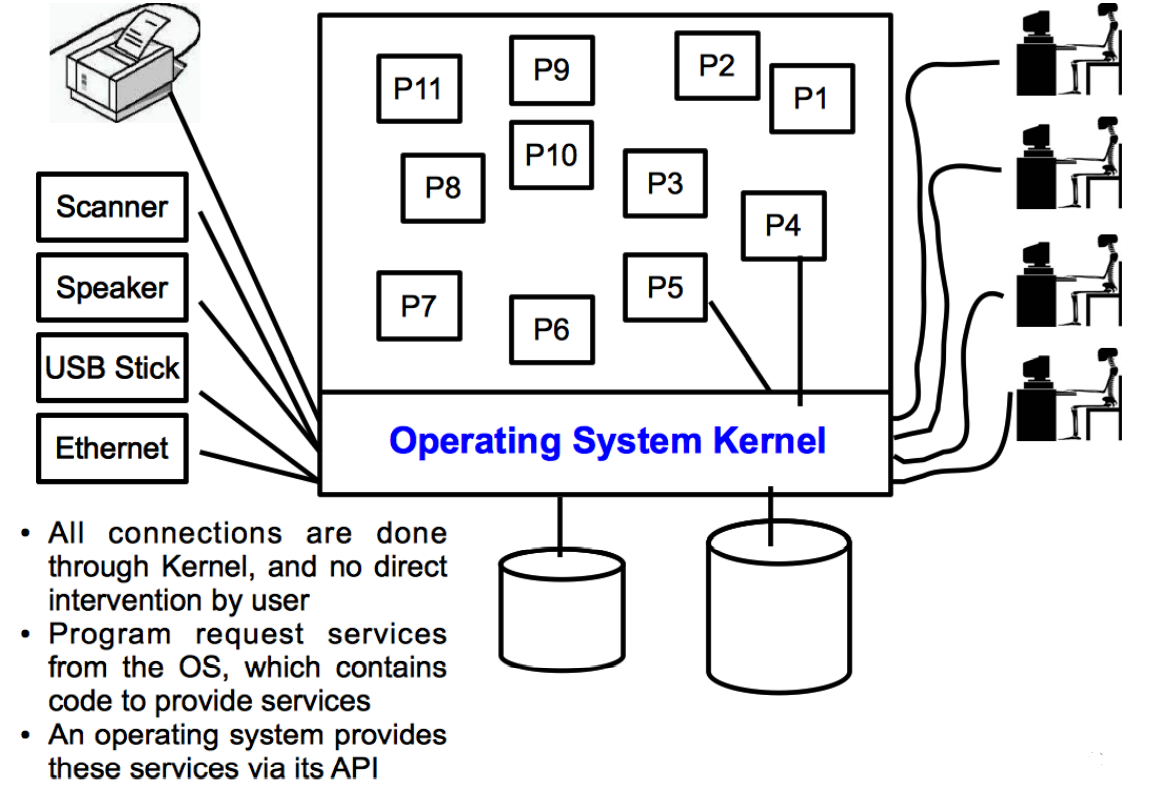 P11
P9
P2
P1
P10
P8
P3
P4
P7
P6
P5
Scanner
Speaker
USB Stick
Ethernet
Operating System Kernel
• All connections are done
through Kernel, and no direct
intervention by user
• Program request services
from the OS, which contains
code to provide services
• An operating system provides
these services via its API